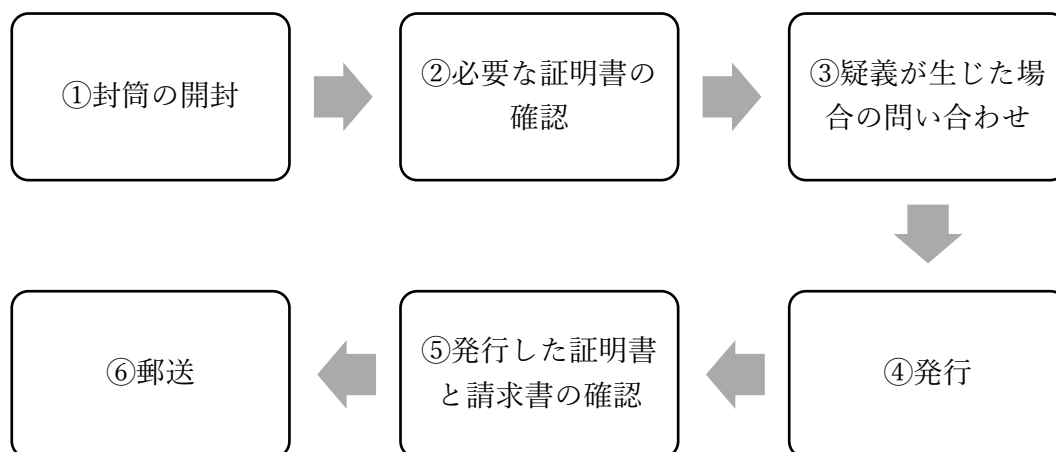 ①封筒の開封
②必要な証明書の
確認
③疑義が生じた場
合の問い合わせ
④発行
⑤発行した証明書
と請求書の確認
⑥郵送